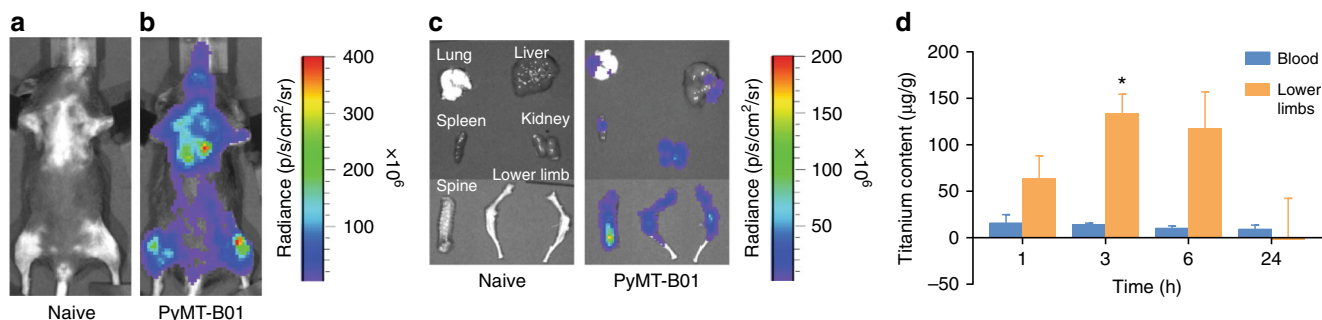 a
b
400
300
200
100
Radiance (p/s/cm²/sr)
×10⁶
Naive
PyMT-B01
c
Lung
Liver
Spleen
Kidney
Spine
Lower limb
Naive
PyMT-B01
200
150
100
50
Radiance (p/s/cm²/sr)
×10⁶
d
200
150
100
50
0
–50
Titanium content (µg/g)
*
1
3
6
24
Time (h)
Blood
Lower
limbs